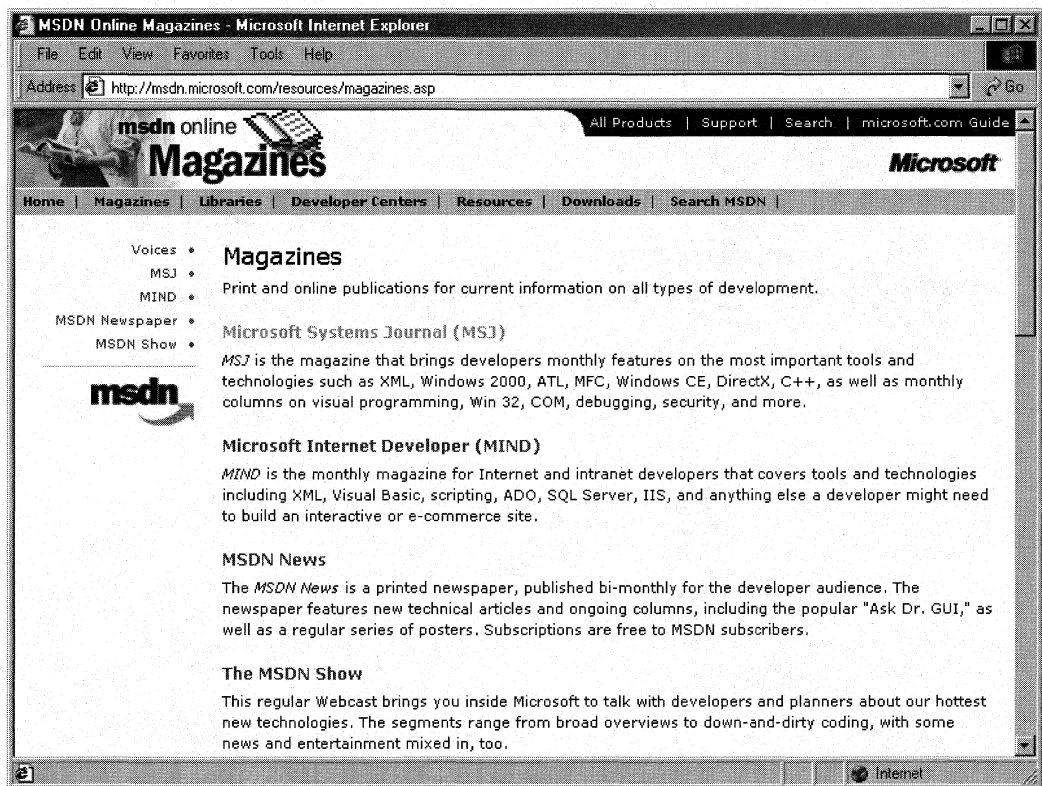 MSDN Online Magazines - Microsoft Internet Explorer
File Edit View Favorites Tools Help
Address http://msdn.microsoft.com/resources/magazines.asp Go
msdn online
Magazines
All Products | Support | Search | microsoft.com Guide
Microsoft
Home | Magazines | Libraries | Developer Centers | Resources | Downloads | Search MSDN |
Voices •
MSJ •
MIND •
MSDN Newspaper •
MSDN Show •
msdn
Magazines
Print and online publications for current information on all types of development.
Microsoft Systems Journal (MSJ)
MSJ is the magazine that brings developers monthly features on the most important tools and
technologies such as XML, Windows 2000, ATL, MFC, Windows CE, DirectX, C++, as well as monthly
columns on visual programming, Win 32, COM, debugging, security, and more.
Microsoft Internet Developer (MIND)
MIND is the monthly magazine for Internet and intranet developers that covers tools and technologies
including XML, Visual Basic, scripting, ADO, SQL Server, IIS, and anything else a developer might need
to build an interactive or e-commerce site.
MSDN News
The MSDN News is a printed newspaper, published bi-monthly for the developer audience. The
newspaper features new technical articles and ongoing columns, including the popular "Ask Dr. GUI," as
well as a regular series of posters. Subscriptions are free to MSDN subscribers.
The MSDN Show
This regular Webcast brings you inside Microsoft to talk with developers and planners about our hottest
new technologies. The segments range from broad overviews to down-and-dirty coding, with some
news and entertainment mixed in, too.
Internet